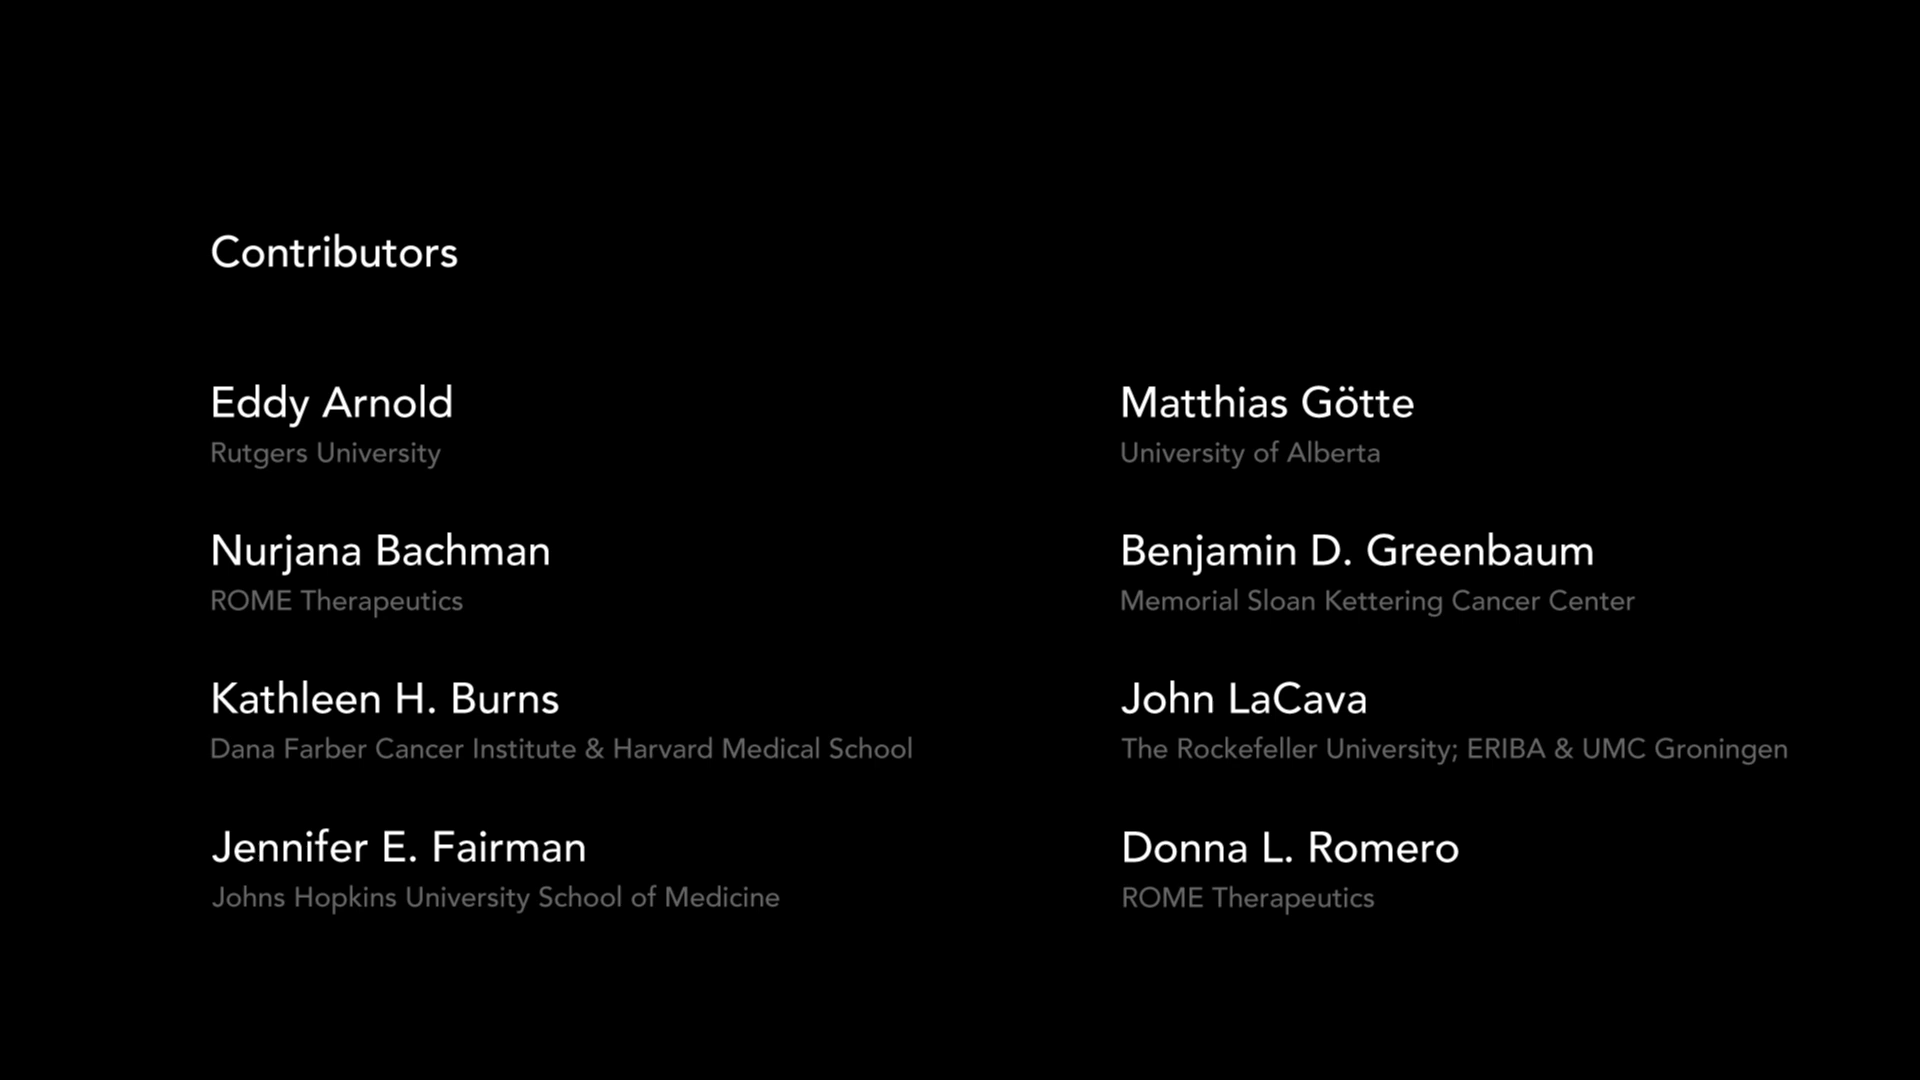 Contributors
Eddy Arnold
Rutgers University
Nurjana Bachman
ROME Therapeutics
Kathleen H. Burns
Dana Farber Cancer Institute & Harvard Medical School
Jennifer E. Fairman
Johns Hopkins University School of Medicine
Matthias Götte
University of Alberta
Benjamin D. Greenbaum
Memorial Sloan Kettering Cancer Center
John LaCava
The Rockefeller University; ERIBA & UMC Groningen
Donna L. Romero
ROME Therapeutics